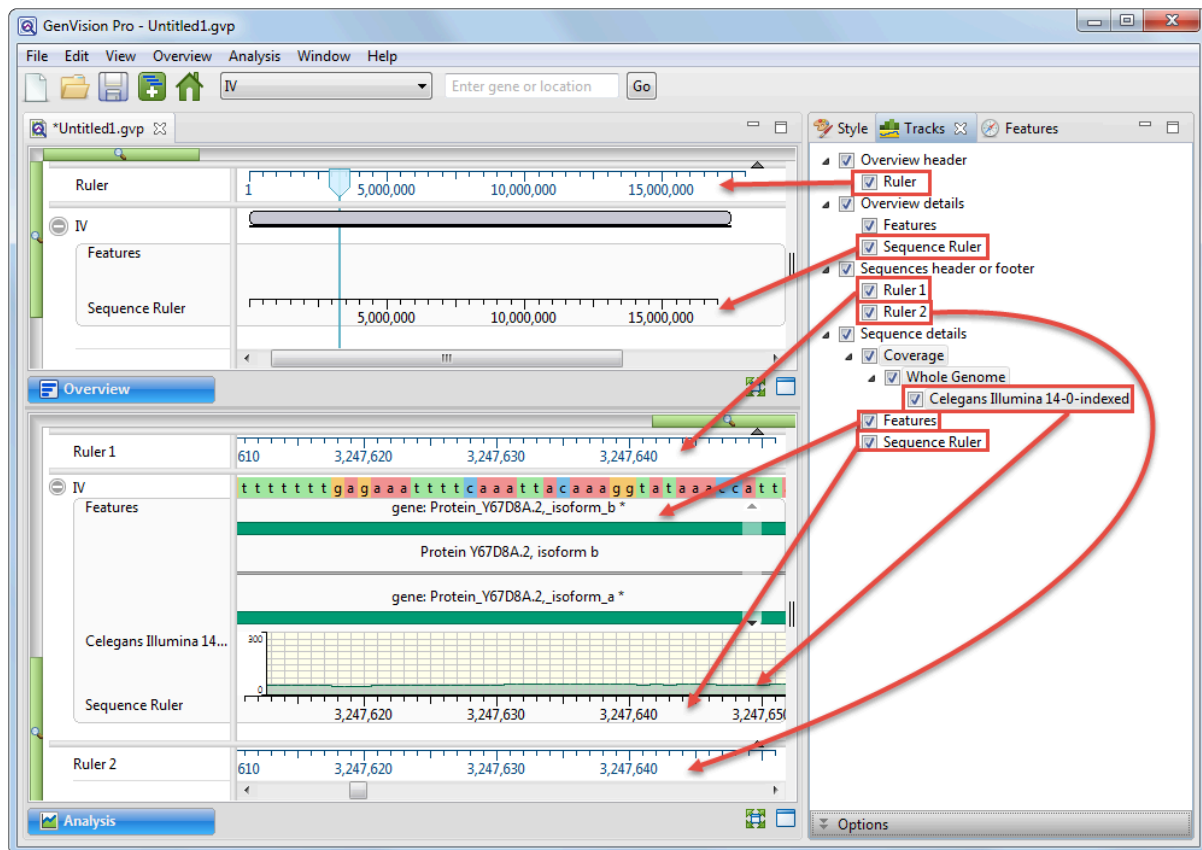 GenVision Pro - Untitled1.gvp
File Edit View Overview Analysis Window Help
IV Enter gene or location Go
*Untitled1.gvp
Ruler
1 5,000,000 10,000,000 15,000,000
IV
Features
Sequence Ruler
5,000,000 10,000,000 15,000,000
Overview
Ruler 1
610 3,247,620 3,247,630 3,247,640
IV
t t t t t t t g a g a a a t t t t c a a a t t a c a a a g g t a t a a a c c a t t
Features
gene: Protein_Y67D8A.2,_isoform_b *
Protein Y67D8A.2, isoform b
gene: Protein_Y67D8A.2,_isoform_a *
Celegans Illumina 14...
300
0
Sequence Ruler
3,247,620 3,247,630 3,247,640 3,247,650
Ruler 2
610 3,247,620 3,247,630 3,247,640
Analysis
Style Tracks Features
Overview header
Ruler
Overview details
Features
Sequence Ruler
Sequences header or footer
Ruler 1
Ruler 2
Sequence details
Coverage
Whole Genome
Celegans Illumina 14-0-indexed
Features
Sequence Ruler
Options